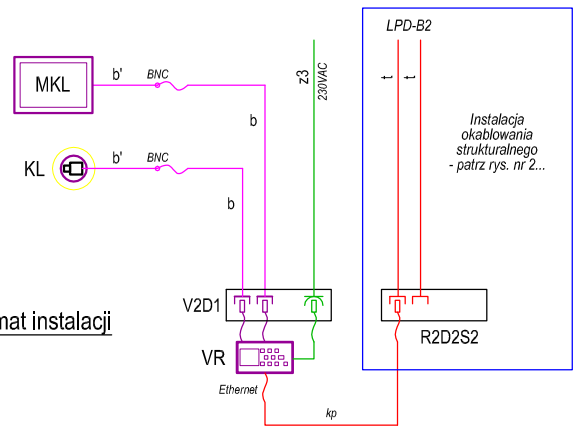 LPD-B2
MKL
b'
BNC
z3
230VAC
t
t
b
Instalacja
okablowania
strukturalnego
- patrz rys. nr 2...
KL
b'
BNC
b
V2D1
mat instalacji
R2D2S2
VR
Ethernet
kp